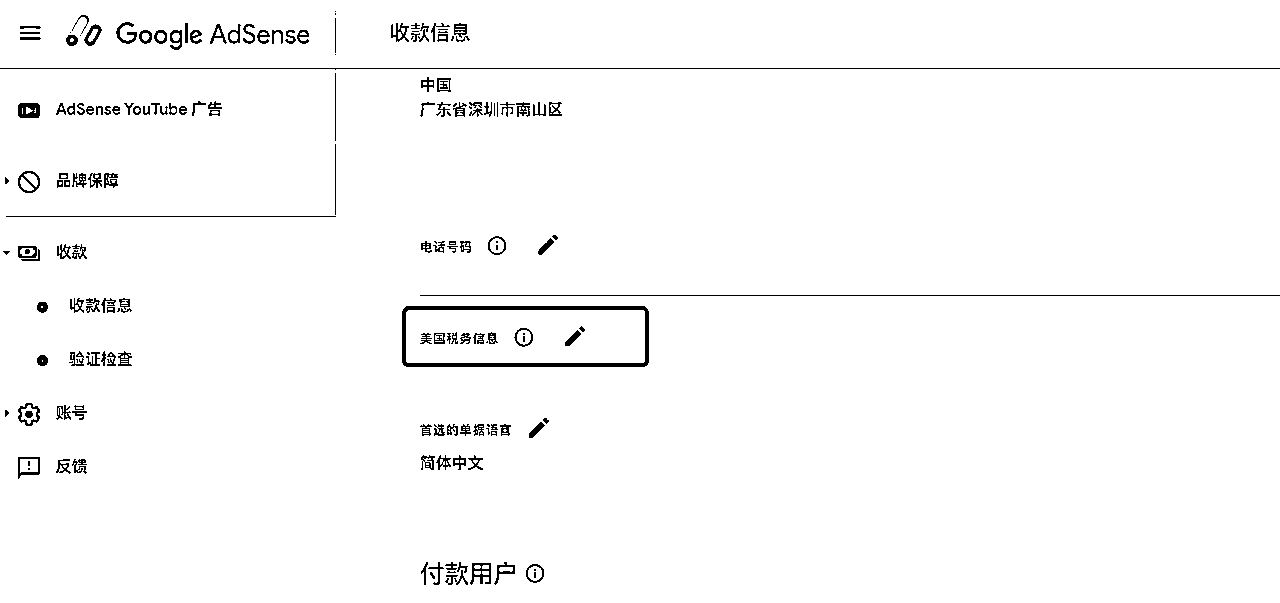 Google AdSense
收款信息
AdSense YouTube 广告
品牌保障
收款
收款信息
验证检查
账号
反馈
中国
广东省深圳市南山区
电话号码
美国税务信息
首选的单据语言
简体中文
付款用户